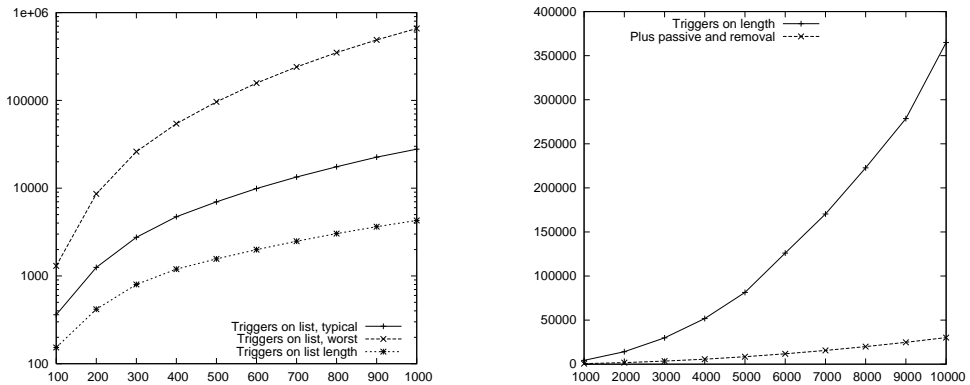 1e+06
100000
10000
1000
100
Triggers on list, typical
Triggers on list, worst
Triggers on list length
100 200 300 400 500 600 700 800 900 1000
400000
350000
300000
250000
200000
150000
100000
50000
0
Triggers on length
Plus passive and removal
1000 2000 3000 4000 5000 6000 7000 8000 9000 10000